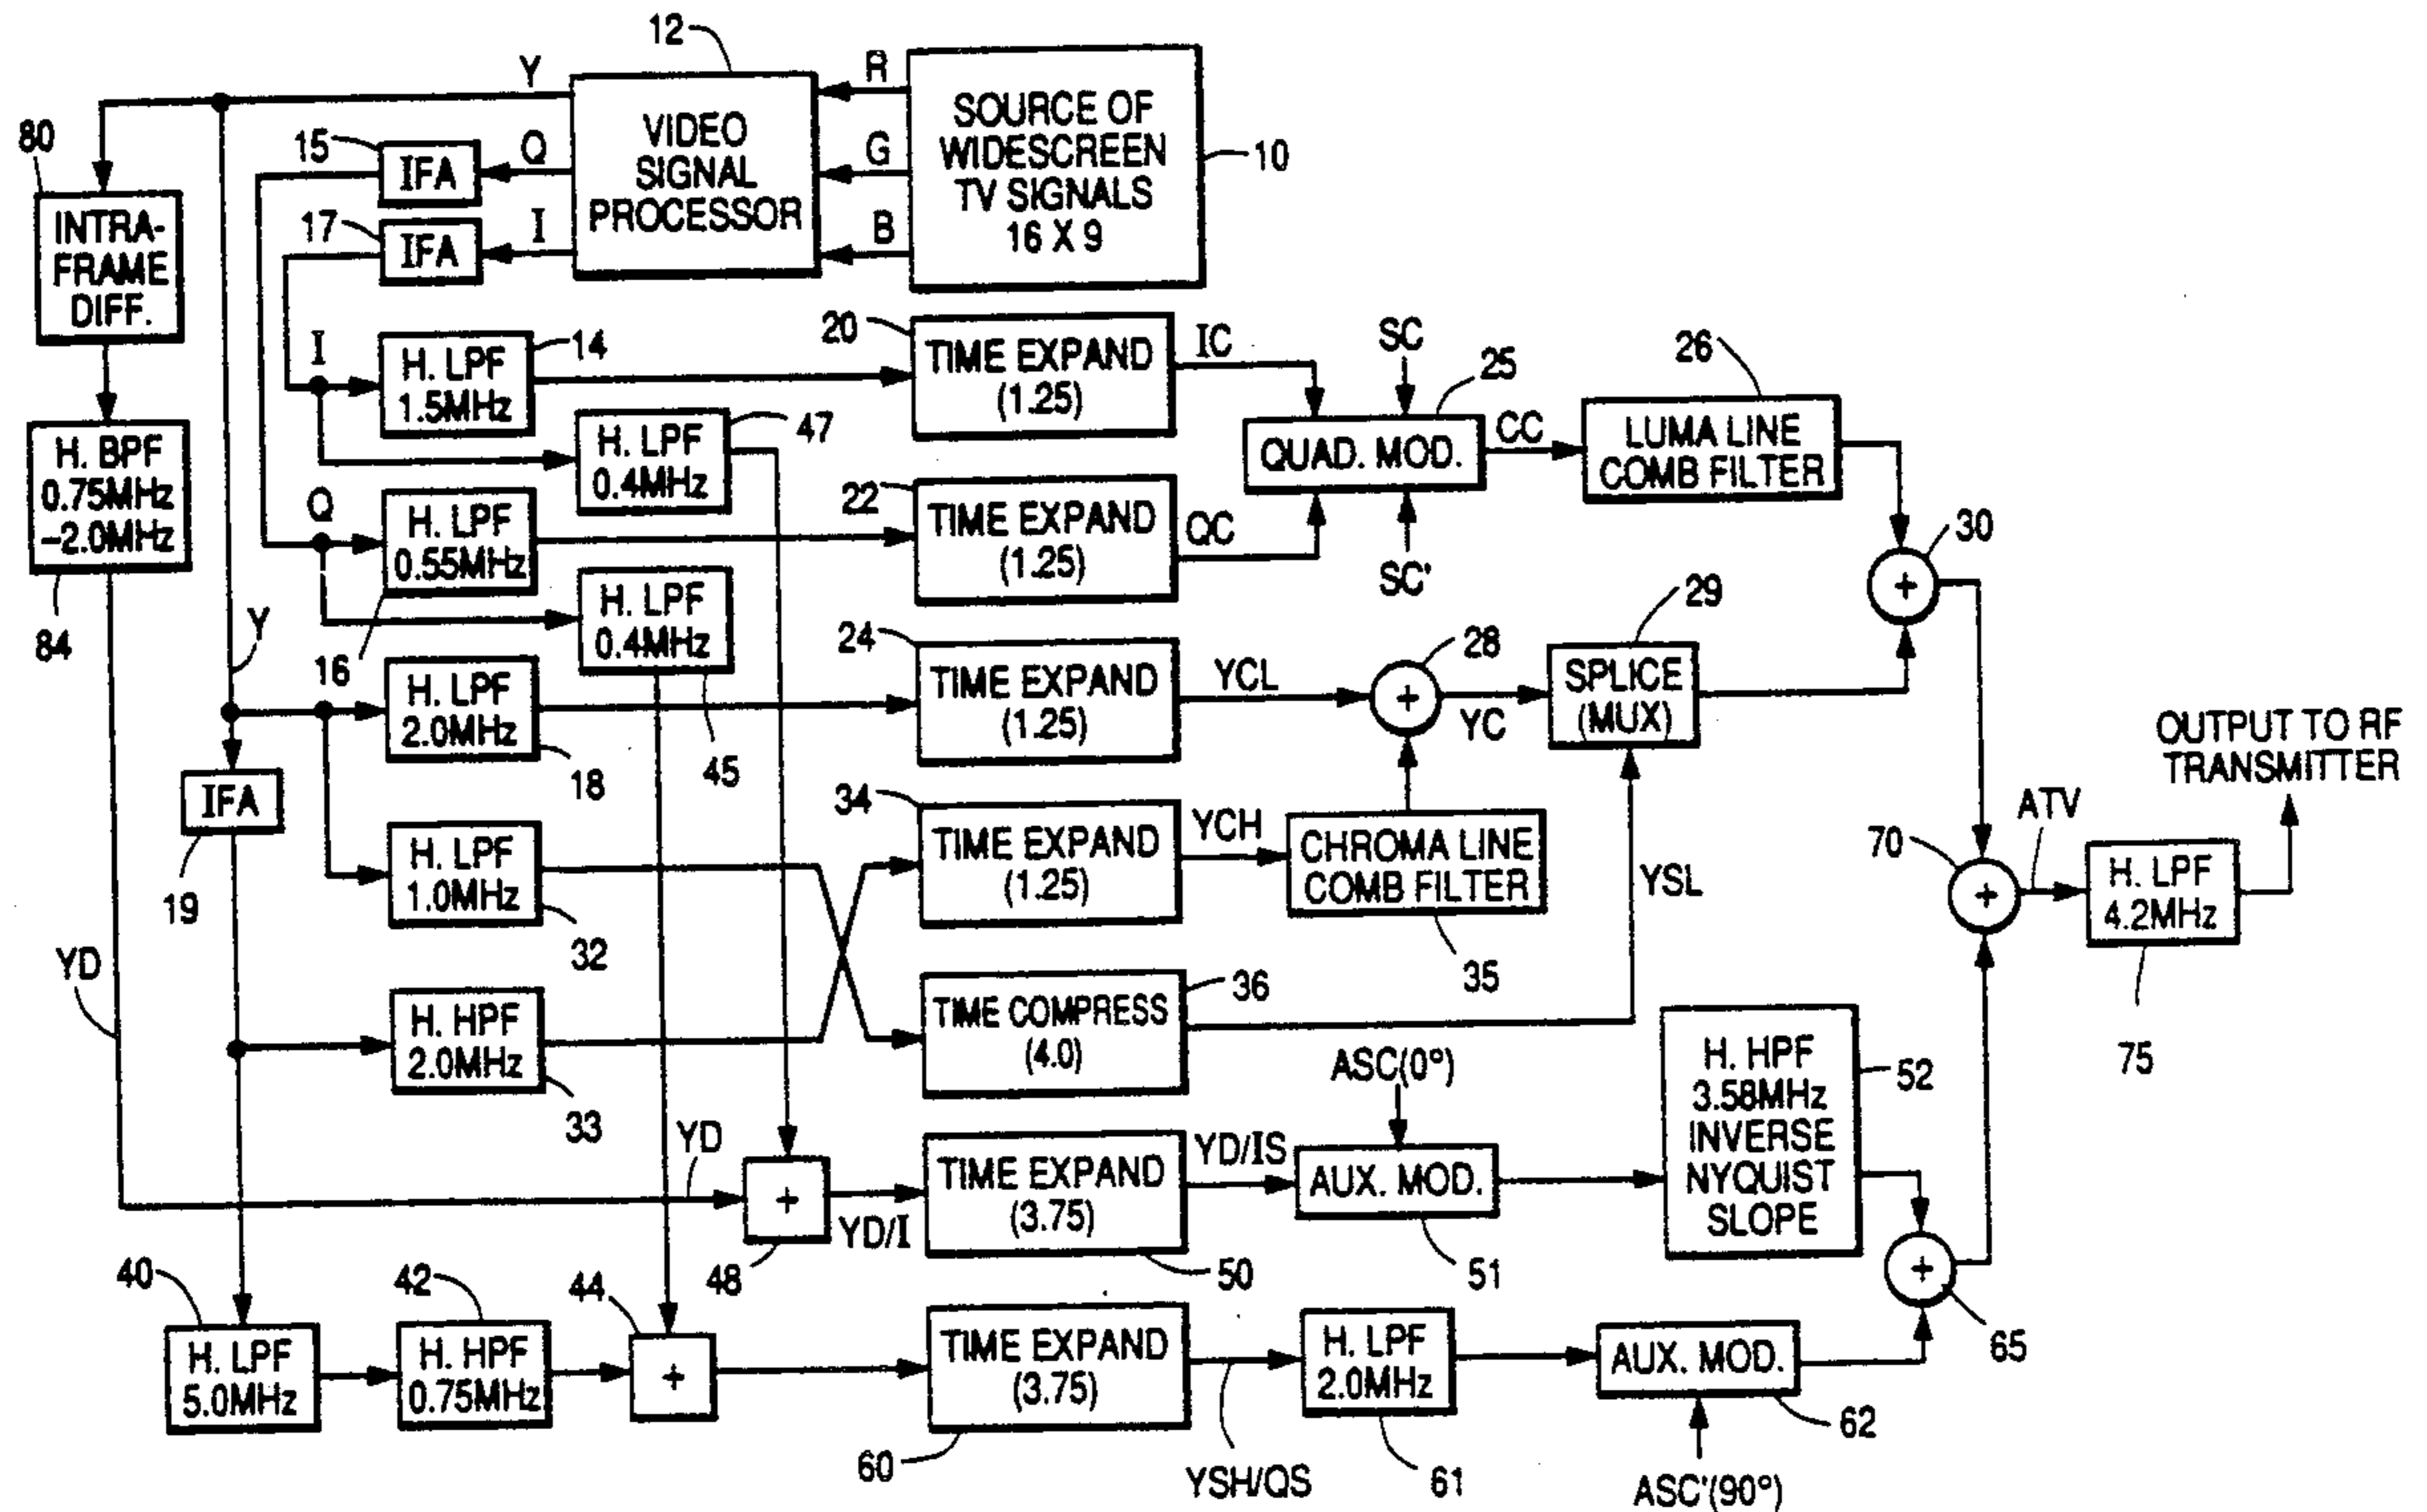 12
Y
R
SOURCE OF
WIDESCREEN
TV SIGNALS
16 X 9
10
80
15
IFA
Q
VIDEO
SIGNAL
PROCESSOR
G
17
IFA
I
B
INTRA-
FRAME
DIFF.
I
H. LPF
1.5MHz
14
20
TIME EXPAND
(1.25)
IC
SC
25
26
H. BPF
0.75MHz
-2.0MHz
84
H. LPF
0.4MHz
47
QUAD. MOD.
CC
LUMA LINE
COMB FILTER
Q
H. LPF
0.55MHz
16
22
TIME EXPAND
(1.25)
QC
SC'
30
+
Y
H. LPF
0.4MHz
45
24
TIME EXPAND
(1.25)
YCL
28
+
YC
29
SPLICE
(MUX)
H. LPF
2.0MHz
18
OUTPUT TO RF
TRANSMITTER
IFA
19
H. LPF
1.0MHz
32
34
TIME EXPAND
(1.25)
YCH
CHROMA LINE
COMB FILTER
35
YSL
70
+
ATV
H. LPF
4.2MHz
75
YD
H. HPF
2.0MHz
33
TIME COMPRESS
(4.0)
36
ASC(0°)
H. HPF
3.58MHz
INVERSE
NYQUIST
SLOPE
52
YD
+
48
YD/I
TIME EXPAND
(3.75)
50
YD/IS
AUX. MOD.
51
+
65
40
H. LPF
5.0MHz
42
H. HPF
0.75MHz
44
+
TIME EXPAND
(3.75)
60
YSH/QS
H. LPF
2.0MHz
61
AUX. MOD.
62
ASC'(90°)